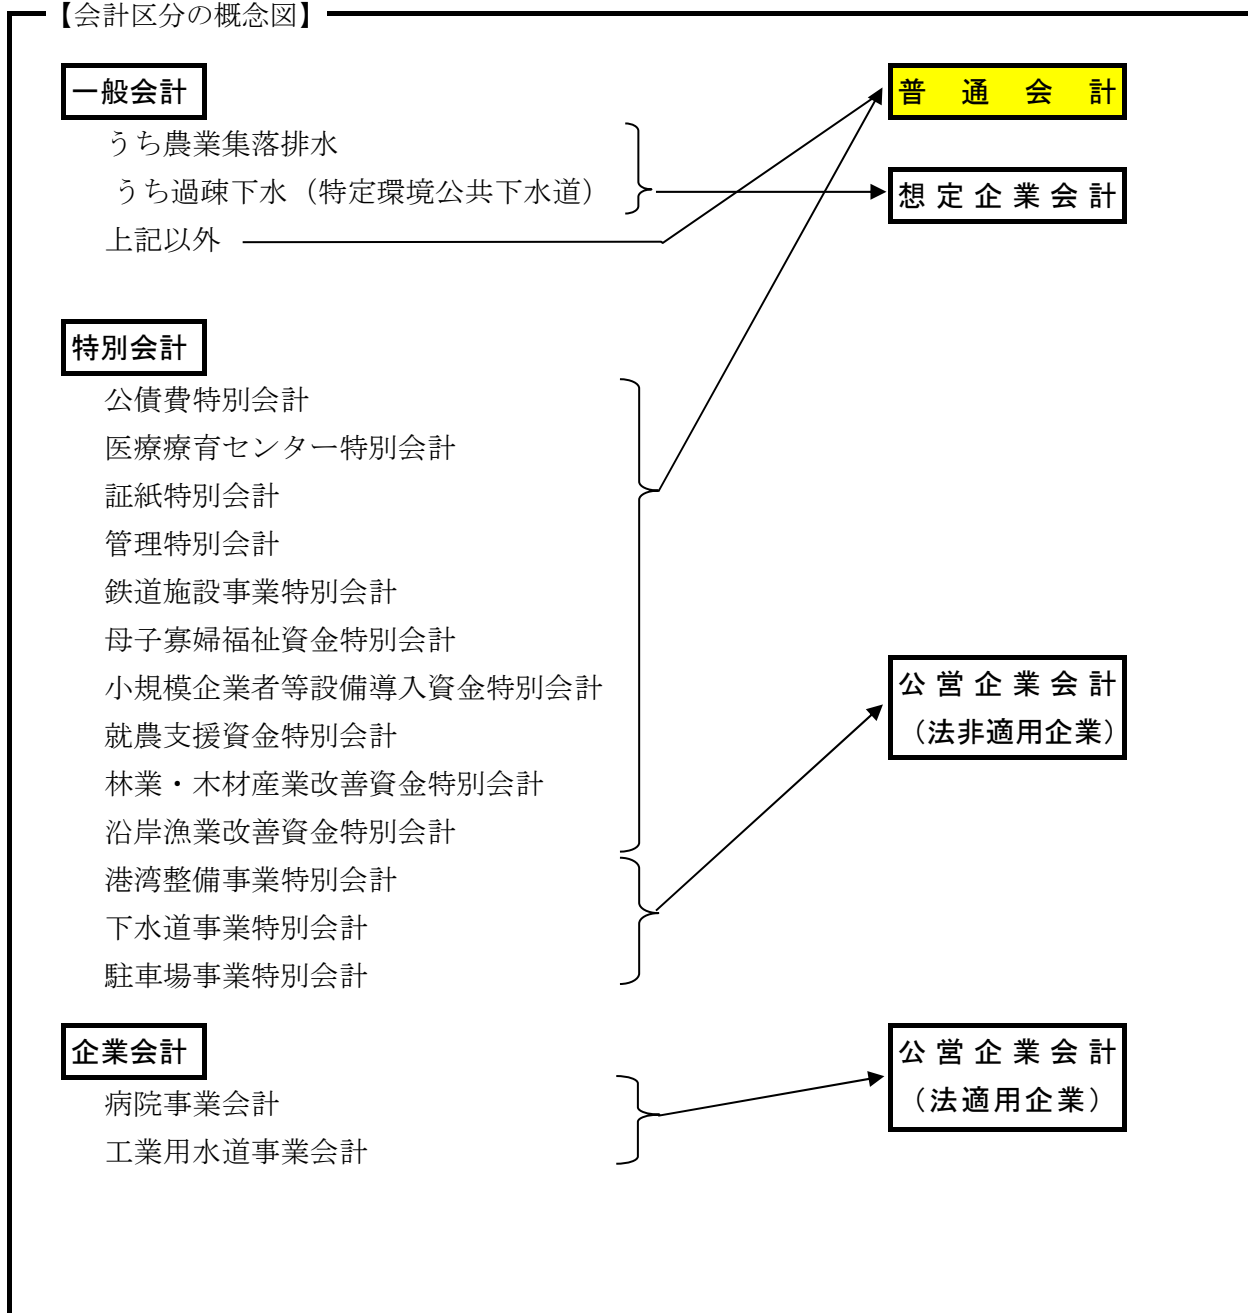 【会計区分の概念図】
一般会計
普通会計
うち農業集落排水
うち過疎下水（特定環境公共下水道）
想定企業会計
上記以外
特別会計
公債費特別会計
医療療育センター特別会計
証紙特別会計
管理特別会計
鉄道施設事業特別会計
母子寡婦福祉資金特別会計
小規模企業者等設備導入資金特別会計
就農支援資金特別会計
林業・木材産業改善資金特別会計
沿岸漁業改善資金特別会計
港湾整備事業特別会計
下水道事業特別会計
駐車場事業特別会計
公営企業会計
（法非適用企業）
企業会計
病院事業会計
工業用水道事業会計
公営企業会計
（法適用企業）